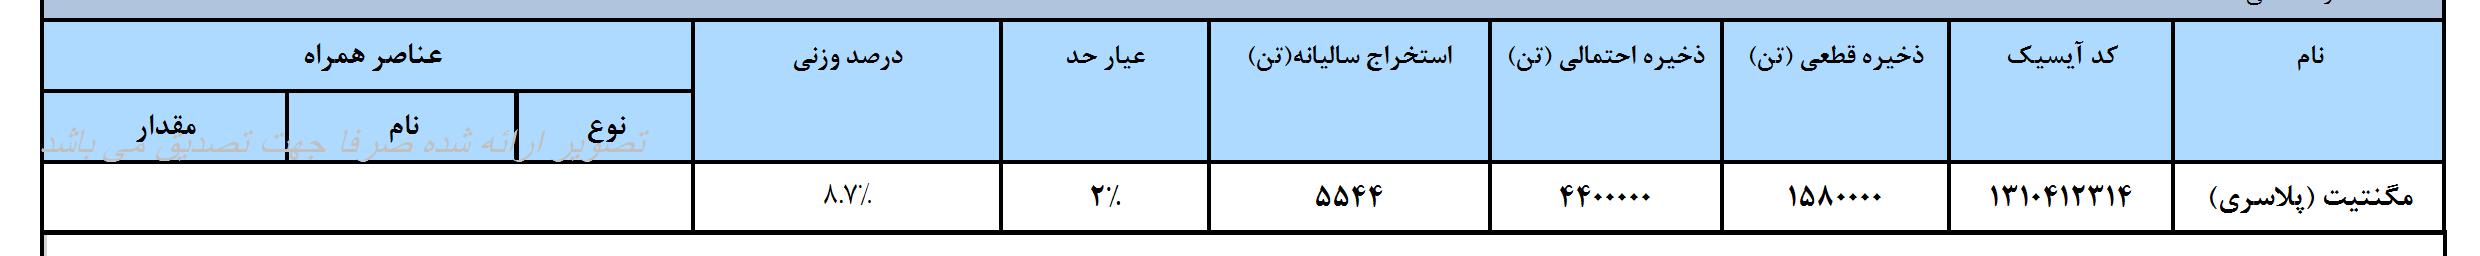 نام
کد آیسیک
ذخیره قطعی (تن)
ذخیره احتمالی (تن)
استخراج سالیانه(تن)
عیار حد
درصد وزنی
عناصر همراه
نوع
نام
مقدار
تصویر ارائه شده صرفا جهت تصدیق می باشد
مگنتیت (پلاسری)
۱۳۱۰۴۱۲۳۱۴
۱۵۸۰۰۰۰
۴۴۰۰۰۰۰
۵۵۴۴
۲٪
۸.۷٪